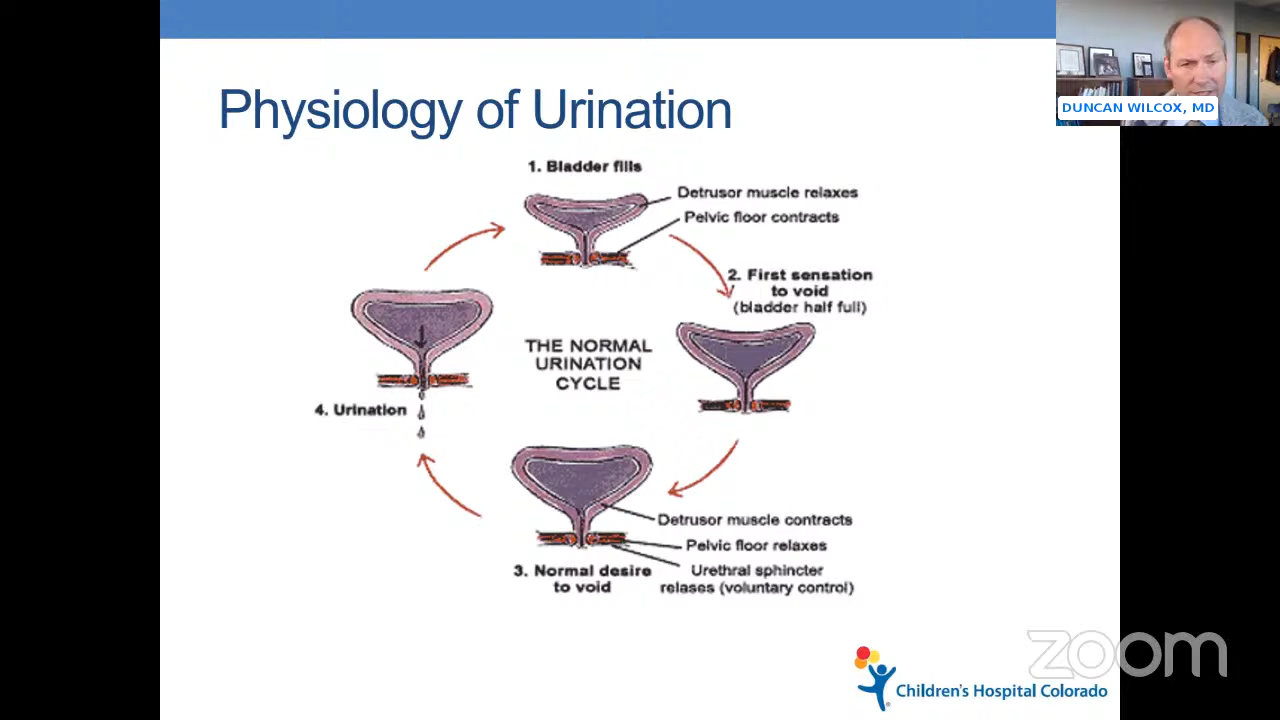 Physiology of Urination
DUNCAN WILCOX, MD
1. Bladder fills
Detrusor muscle relaxes
Pelvic floor contracts
2. First sensation
to void
(bladder half full)
THE NORMAL
URINATION
CYCLE
4. Urination
Detrusor muscle contracts
Pelvic floor relaxes
Urethral sphincter
relases (voluntary control)
3. Normal desire
to void
zoom
Children's Hospital Colorado